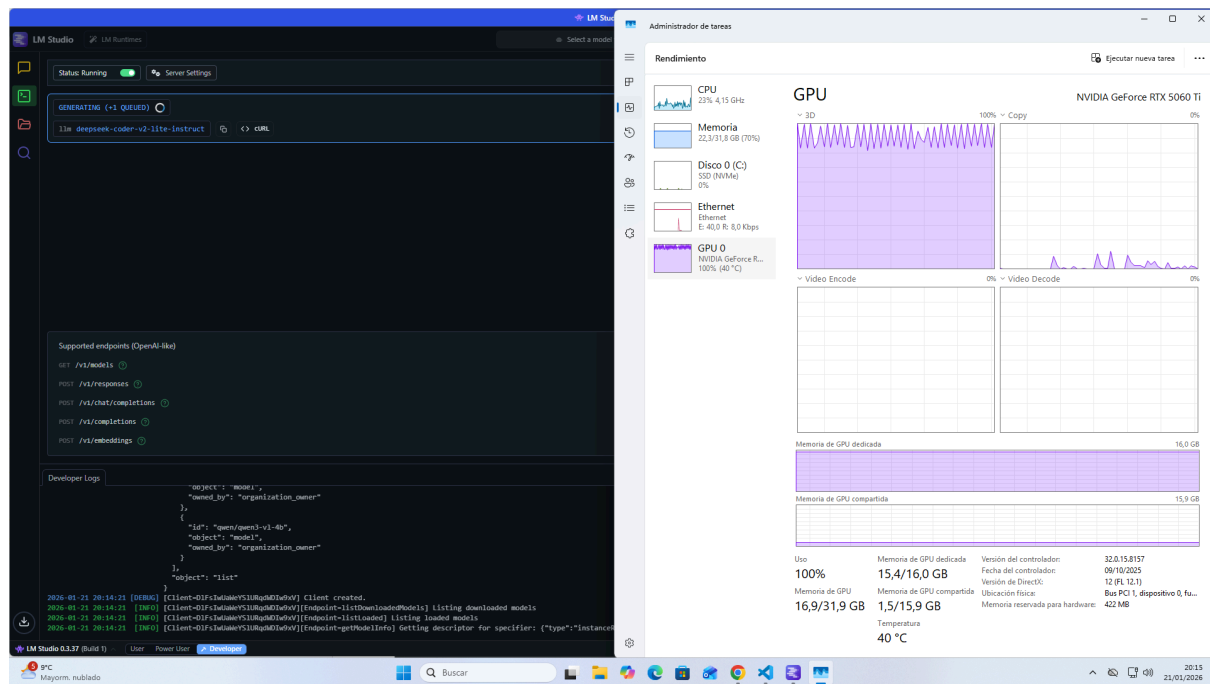 LM Stud
LM Studio
LM Runtimes
Select a model
Status: Running
Server Settings
GENERATING (+1 QUEUED)
llm deepseek-coder-v2-lite-instruct
<> cURL
Supported endpoints (OpenAI-like)
GET /v1/models
POST /v1/responses
POST /v1/chat/completions
POST /v1/completions
POST /v1/embeddings
Developer Logs
"object": "model",
"owned_by": "organization_owner"
},
{
"id": "qwen/qwen3-vl-4b",
"object": "model",
"owned_by": "organization_owner"
}
],
"object": "list"
}
2026-01-21 20:14:21 [DEBUG] Client created.
2026-01-21 20:14:21 [INFO] [Endpoint=listDownloadedModels] Listing downloaded models
2026-01-21 20:14:21 [INFO] [Endpoint=listLoaded] Listing loaded models
2026-01-21 20:14:21 [INFO] [Endpoint=getModelInfo] Getting descriptor for specifier: {"type":"instanceR
LM Studio 0.3.37 (Build 1)
User
Power User
Developer
Administrador de tareas
Rendimiento
Ejecutar nueva tarea
CPU
23% 4,15 GHz
Memoria
22,3/31,8 GB (70%)
Disco 0 (C:)
SSD (NVMe)
0%
Ethernet
Ethernet
E: 40,0 R: 8,0 Kbps
GPU 0
NVIDIA GeForce R...
100% (40 °C)
GPU
NVIDIA GeForce RTX 5060 Ti
3D
100%
Copy
0%
Video Encode
0%
Video Decode
0%
Memoria de GPU dedicada
16,0 GB
Memoria de GPU compartida
15,9 GB
Uso
100%
Memoria de GPU dedicada
15,4/16,0 GB
Memoria de GPU
16,9/31,9 GB
Memoria de GPU compartida
1,5/15,9 GB
Temperatura
40 °C
Versión del controlador: 32.0.15.8157
Fecha del controlador: 09/10/2025
Versión de DirectX: 12 (FL 12.1)
Ubicación física: Bus PCI 1, dispositivo 0, fu...
Memoria reservada para hardware: 422 MB
5
9°C
Mayorm. nublado
Buscar
20:15
21/01/2026